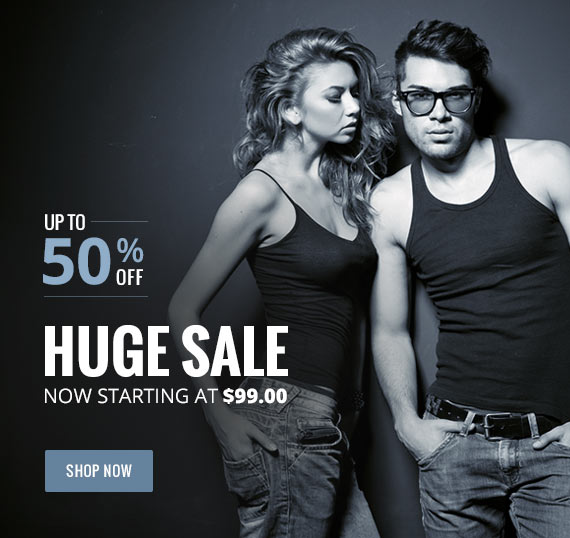 UP TO
50%
OFF
HUGE SALE
NOW STARTING AT $99.00
SHOP NOW